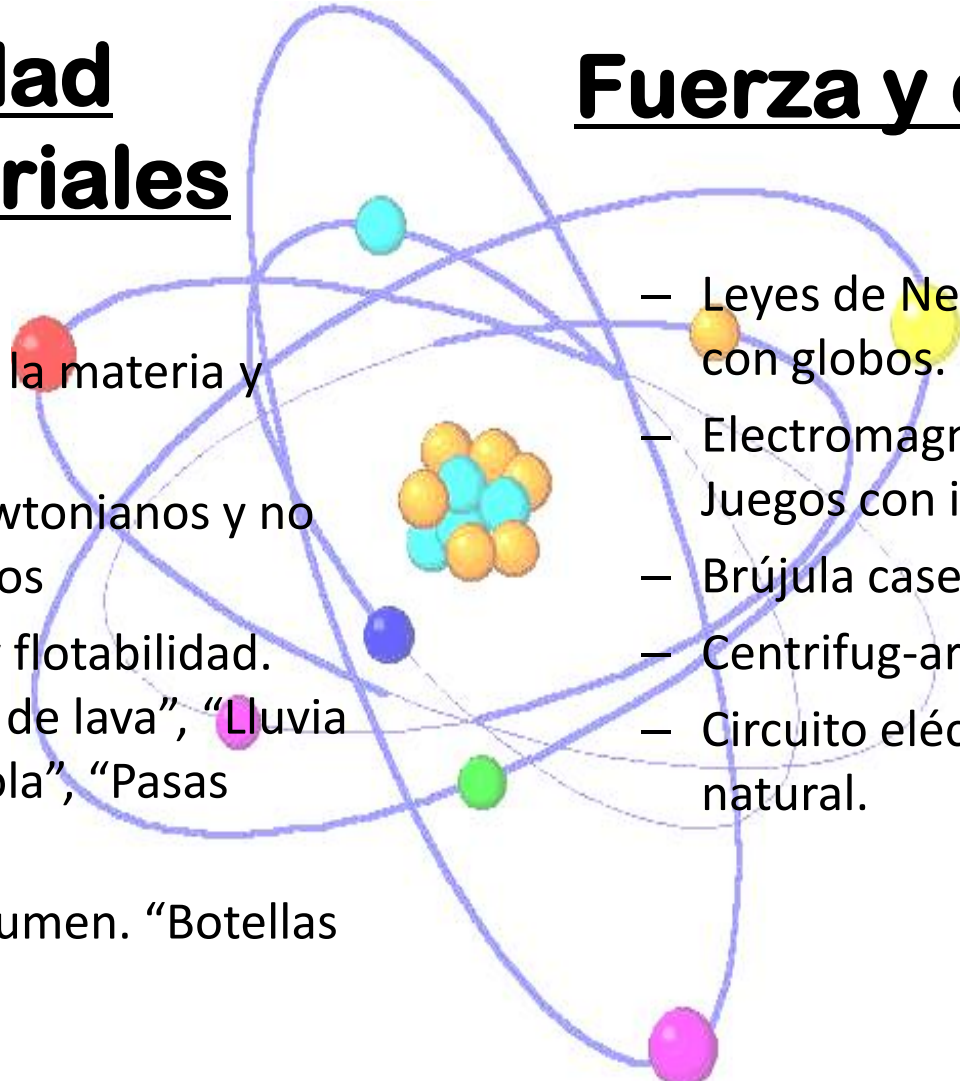 dad
riales
la materia y
wtonianos y no
os
flotabilidad.
de lava”, “Lluvia
ola”, “Pasas
umen. “Botellas
Fuerza y
– Leyes de Ne
con globos.
– Electromagn
Juegos con i
– Brújula case
– Centrifug-ar
– Circuito eléc
natural.